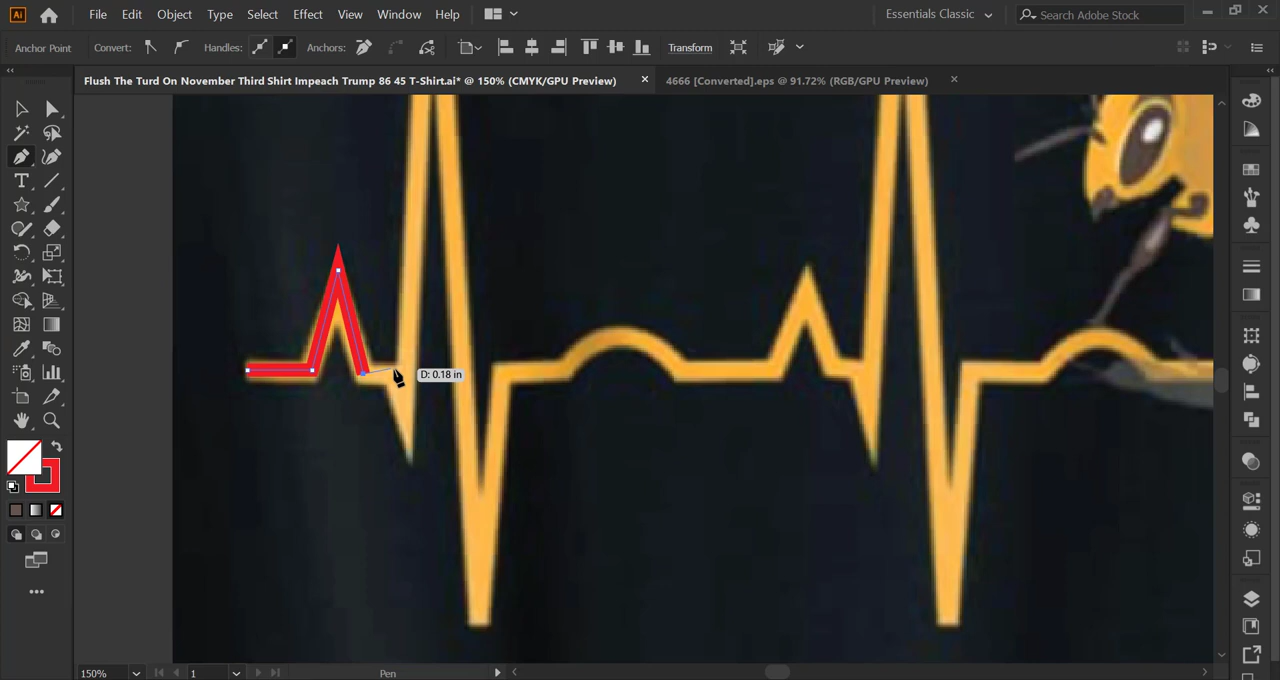 Ai
File Edit Object Type Select Effect View Window Help
Essentials Classic
Search Adobe Stock
Anchor Point Convert: Handles: Anchors: Transform
Flush The Turd On November Third Shirt Impeach Trump 86 45 T-Shirt.ai* @ 150% (CMYK/GPU Preview)
4666 [Converted].eps @ 91.72% (RGB/GPU Preview)
D: 0.18 in
150% 1 Pen